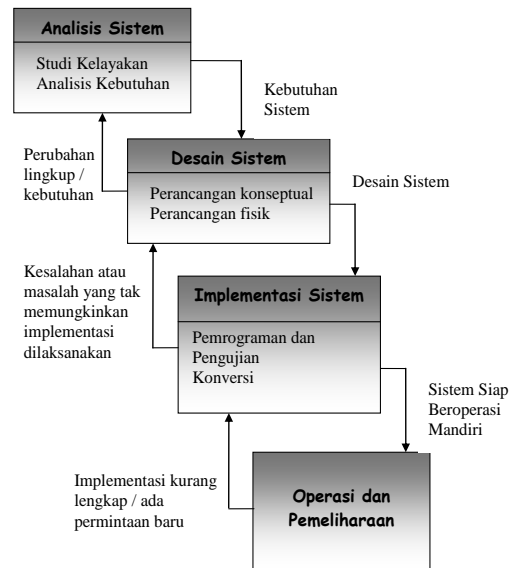 Analisis Sistem
Studi Kelayakan
Analisis Kebutuhan
Kebutuhan
Sistem
Perubahan
lingkup /
kebutuhan
Desain Sistem
Perancangan konseptual
Perancangan fisik
Desain Sistem
Kesalahan atau
masalah yang tak
memungkinkan
implementasi
dilaksanakan
Implementasi Sistem
Pemrograman dan
Pengujian
Konversi
Sistem Siap
Beroperasi
Mandiri
Implementasi kurang
lengkap / ada
permintaan baru
Operasi dan
Pemeliharaan